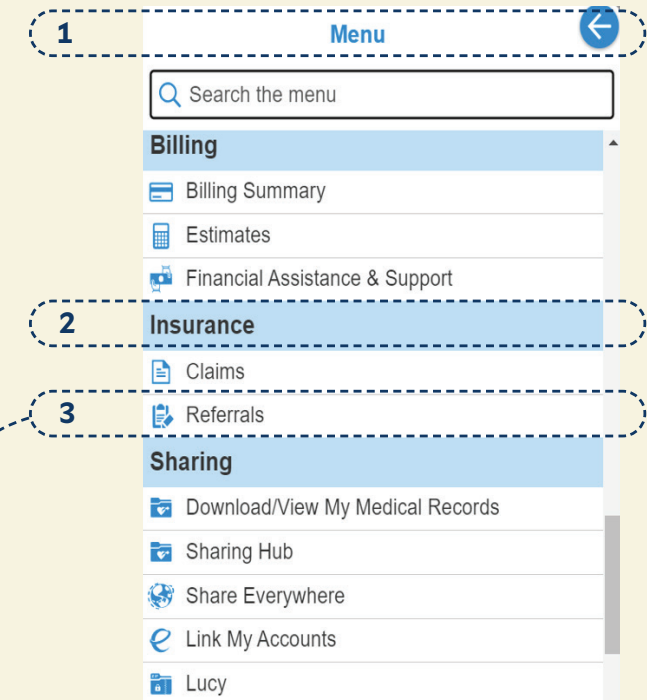 1 Menu
Search the menu
Billing
Billing Summary
Estimates
Financial Assistance & Support
2 Insurance
Claims
3 Referrals
Sharing
Download/View My Medical Records
Sharing Hub
Share Everywhere
Link My Accounts
Lucy